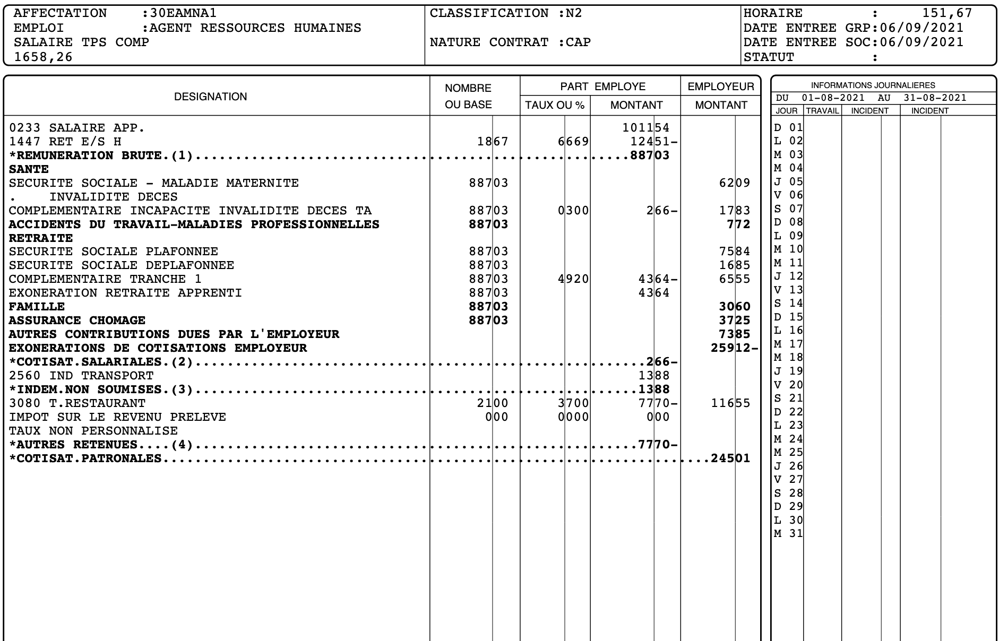 AFFECTATION :30EAMNA1
EMPLOI :AGENT RESSOURCES HUMAINES
SALAIRE TPS COMP
1658,26
CLASSIFICATION :N2
NATURE CONTRAT :CAP
HORAIRE : 151,67
DATE ENTREE GRP:06/09/2021
DATE ENTREE SOC:06/09/2021
STATUT :
DESIGNATION
NOMBRE
OU BASE
PART EMPLOYE
TAUX OU % MONTANT
EMPLOYEUR
MONTANT
0233 SALAIRE APP. 101154
1447 RET E/S H 1867 6669 12451-
*REMUNERATION BRUTE.(1)......................................................88703
SANTE
SECURITE SOCIALE - MALADIE MATERNITE 88703 6209
. INVALIDITE DECES
COMPLEMENTAIRE INCAPACITE INVALIDITE DECES TA 88703 0300 266- 1783
ACCIDENTS DU TRAVAIL-MALADIES PROFESSIONNELLES 88703 772
RETRAITE
SECURITE SOCIALE PLAFONNEE 88703 7584
SECURITE SOCIALE DEPLAFONNEE 88703 1685
COMPLEMENTAIRE TRANCHE 1 88703 4920 4364- 6555
EXONERATION RETRAITE APPRENTI 88703 4364
FAMILLE 88703 3060
ASSURANCE CHOMAGE 88703 3725
AUTRES CONTRIBUTIONS DUES PAR L'EMPLOYEUR 7385
EXONERATIONS DE COTISATIONS EMPLOYEUR 25912-
*COTISAT.SALARIALES.(2)........................................................266-
2560 IND TRANSPORT 1388
*INDEM.NON SOUMISES.(3).......................................................1388
3080 T.RESTAURANT 2100 3700 7770- 11655
IMPOT SUR LE REVENU PRELEVE 000 0000 000
TAUX NON PERSONNALISE
*AUTRES RETENUES....(4).......................................................7770-
*COTISAT.PATRONALES....................................................................24501
INFORMATIONS JOURNALIERES
DU 01-08-2021 AU 31-08-2021
JOUR TRAVAIL INCIDENT INCIDENT
D 01
L 02
M 03
M 04
J 05
V 06
S 07
D 08
L 09
M 10
M 11
J 12
V 13
S 14
D 15
L 16
M 17
M 18
J 19
V 20
S 21
D 22
L 23
M 24
M 25
J 26
V 27
S 28
D 29
L 30
M 31